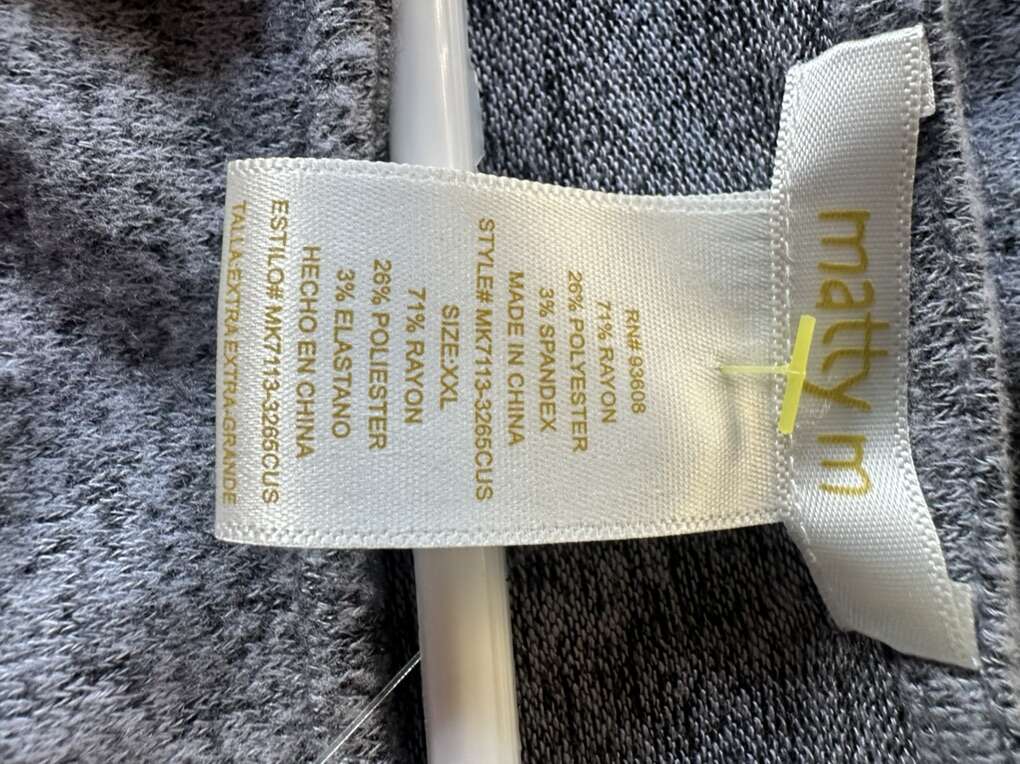 matty m
RN# 93608
71% RAYON
26% POLYESTER
3% SPANDEX
MADE IN CHINA
STYLE# MK7113-3265CUS
SIZE:XXL
71% RAYON
26% POLIESTER
3% ELASTANO
HECHO EN CHINA
ESTILO# MK7113-3265CUS
TALLA:EXTRA EXTRA GRANDE